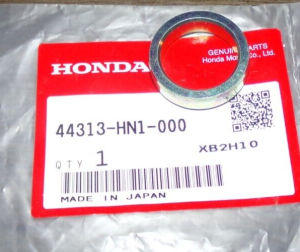 HONDA
GENUINE PARTS
Honda Motor Co., Ltd.
44313-HN1-000
QTY 1
XB2H10
MADE IN JAPAN